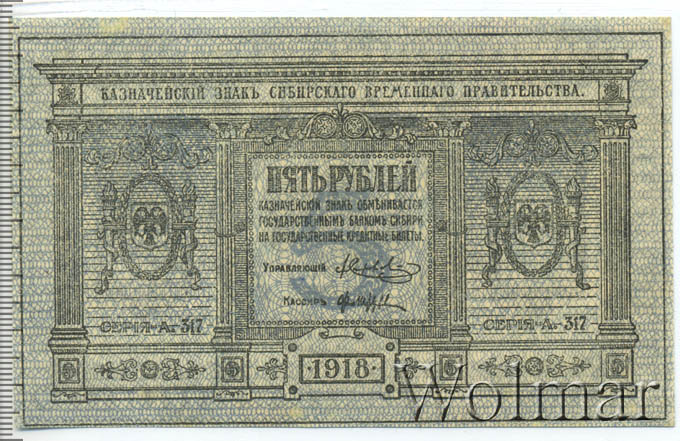 КАЗНАЧЕЙСКІЙ ЗНАКЪ СИБИРСКАГО ВРЕМЕННАГО ПРАВИТЕЛЬСТВА.
ПЯТЬ РУБЛЕЙ
КАЗНАЧЕЙСКІЙ ЗНАКЪ ОБМѢНИВАЕТСЯ
ГОСУДАРСТВЕННЫМЪ БАНКОМЪ СИБИРИ
НА ГОСУДАРСТВЕННЫЕ КРЕДИТНЫЕ БИЛЕТЫ.
УПРАВЛЯЮЩІЙ
КАССИРЪ
СЕРІЯ-А. 317 СЕРІЯ-А. 317
5 5 1918 5 5
Wolmar